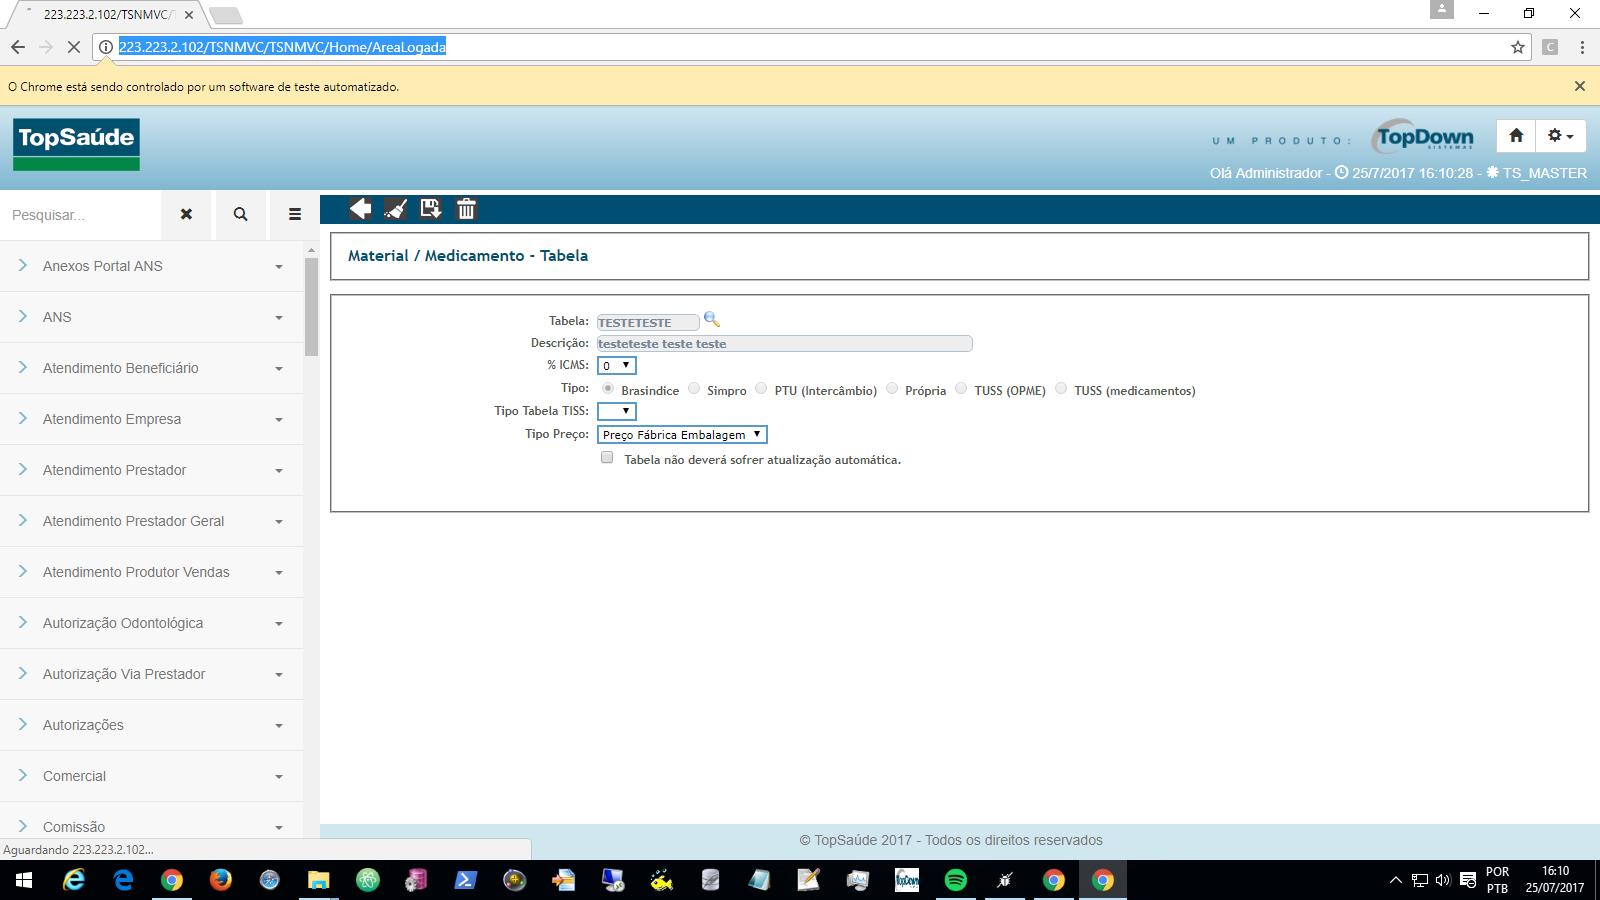 223.223.2.102/TSNMVC/T
223.223.2.102/TSNMVC/TSNMVC/Home/AreaLogada
C
O Chrome está sendo controlado por um software de teste automatizado.
TopSaúde
UM PRODUTO: TopDown
SISTEMAS
Olá Administrador - 25/7/2017 16:10:28 - TS_MASTER
Pesquisar...
Anexos Portal ANS
ANS
Atendimento Beneficiário
Atendimento Empresa
Atendimento Prestador
Atendimento Prestador Geral
Atendimento Produtor Vendas
Autorização Odontológica
Autorização Via Prestador
Autorizações
Comercial
Comissão
Material / Medicamento - Tabela
Tabela: TESTETESTE
Descrição: testeteste teste teste
% ICMS: 0
Tipo: Brasindice Simpro PTU (Intercâmbio) Própria TUSS (OPME) TUSS (medicamentos)
Tipo Tabela TISS:
Tipo Preço: Preço Fábrica Embalagem
Tabela não deverá sofrer atualização automática.
© TopSaúde 2017 - Todos os direitos reservados
Aguardando 223.223.2.102...
TopDown
POR
PTB
16:10
25/07/2017